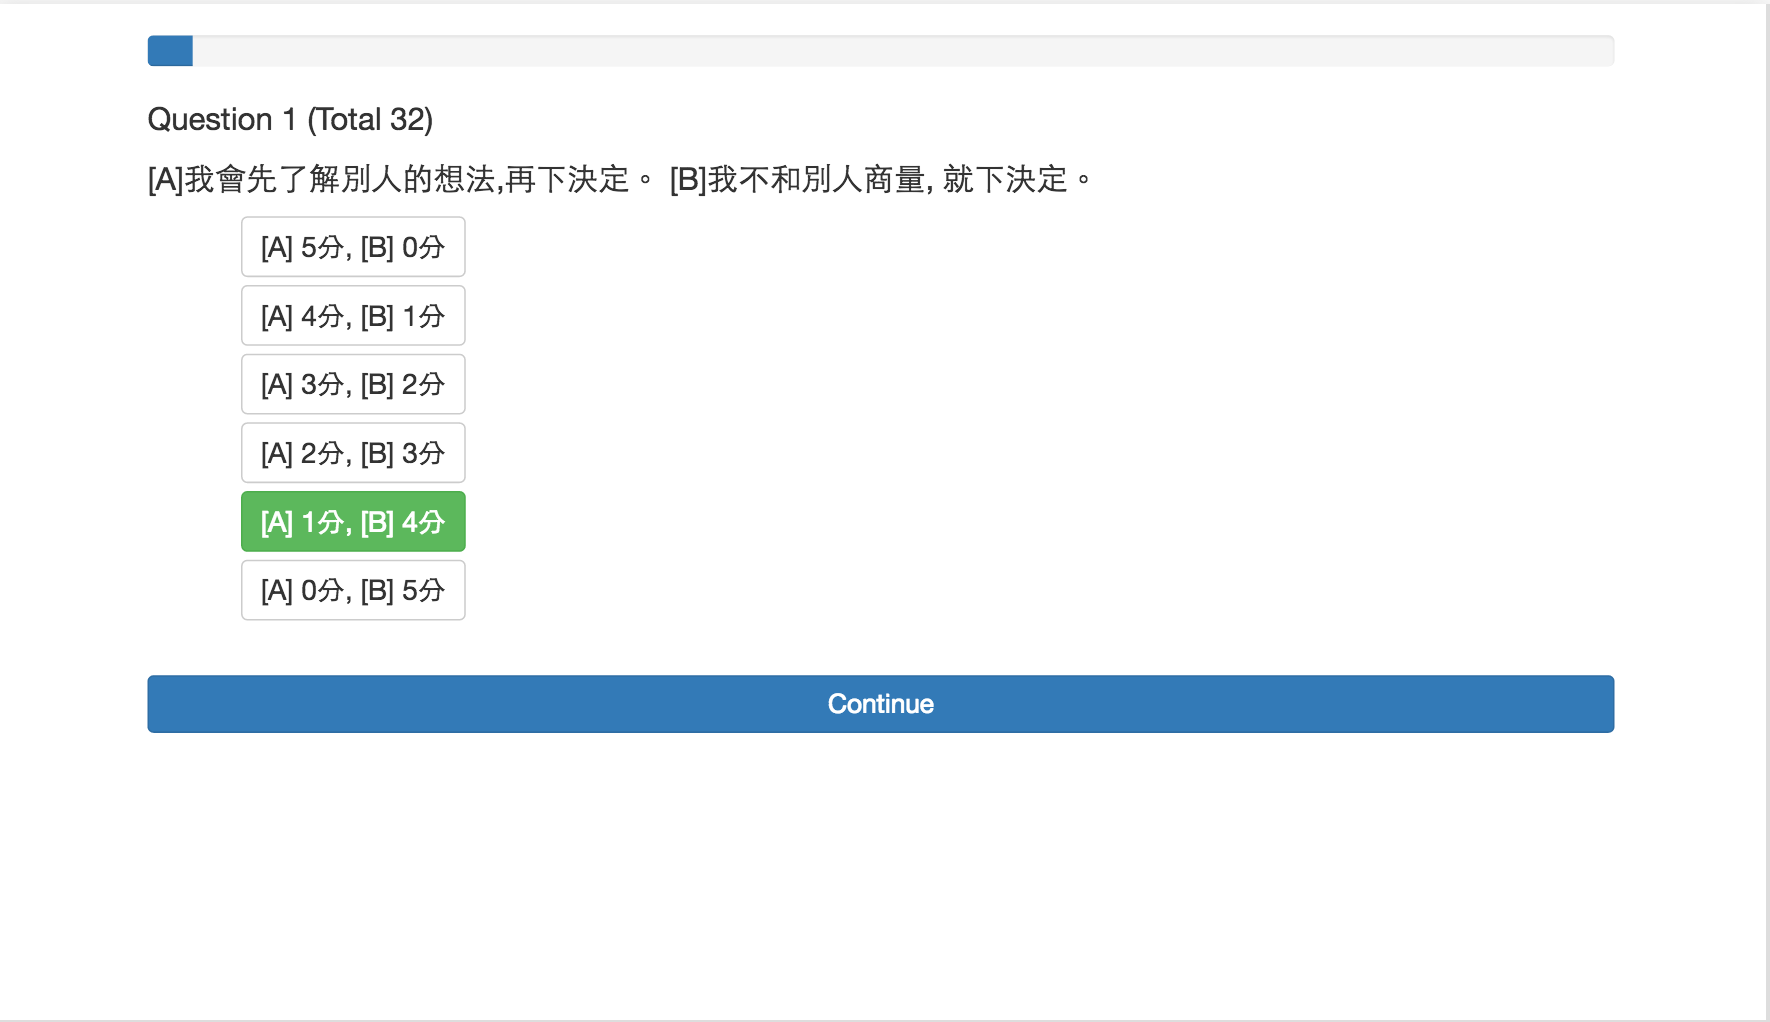 Question 1 (Total 32)
[A]我會先了解別人的想法,再下決定。 [B]我不和別人商量, 就下決定。
[A] 5分, [B] 0分
[A] 4分, [B] 1分
[A] 3分, [B] 2分
[A] 2分, [B] 3分
[A] 1分, [B] 4分
[A] 0分, [B] 5分
Continue